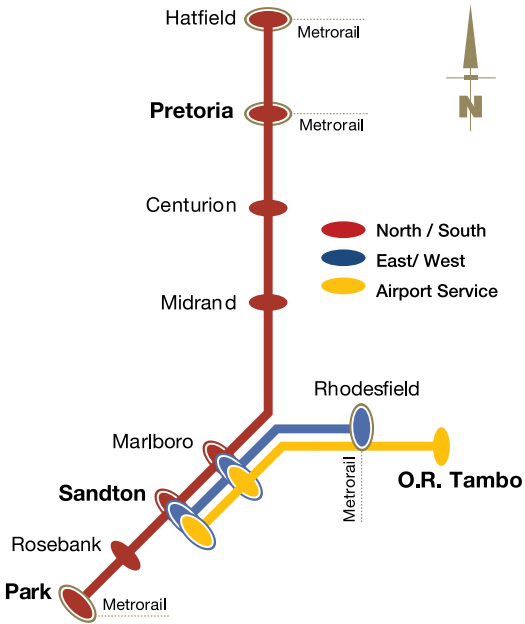 Hatfield
Metrorail
Pretoria
Metrorail
N
Centurion
North / South
East/ West
Airport Service
Midrand
Rhodesfield
Marlboro
Metrorail
O.R. Tambo
Sandton
Rosebank
Park
Metrorail